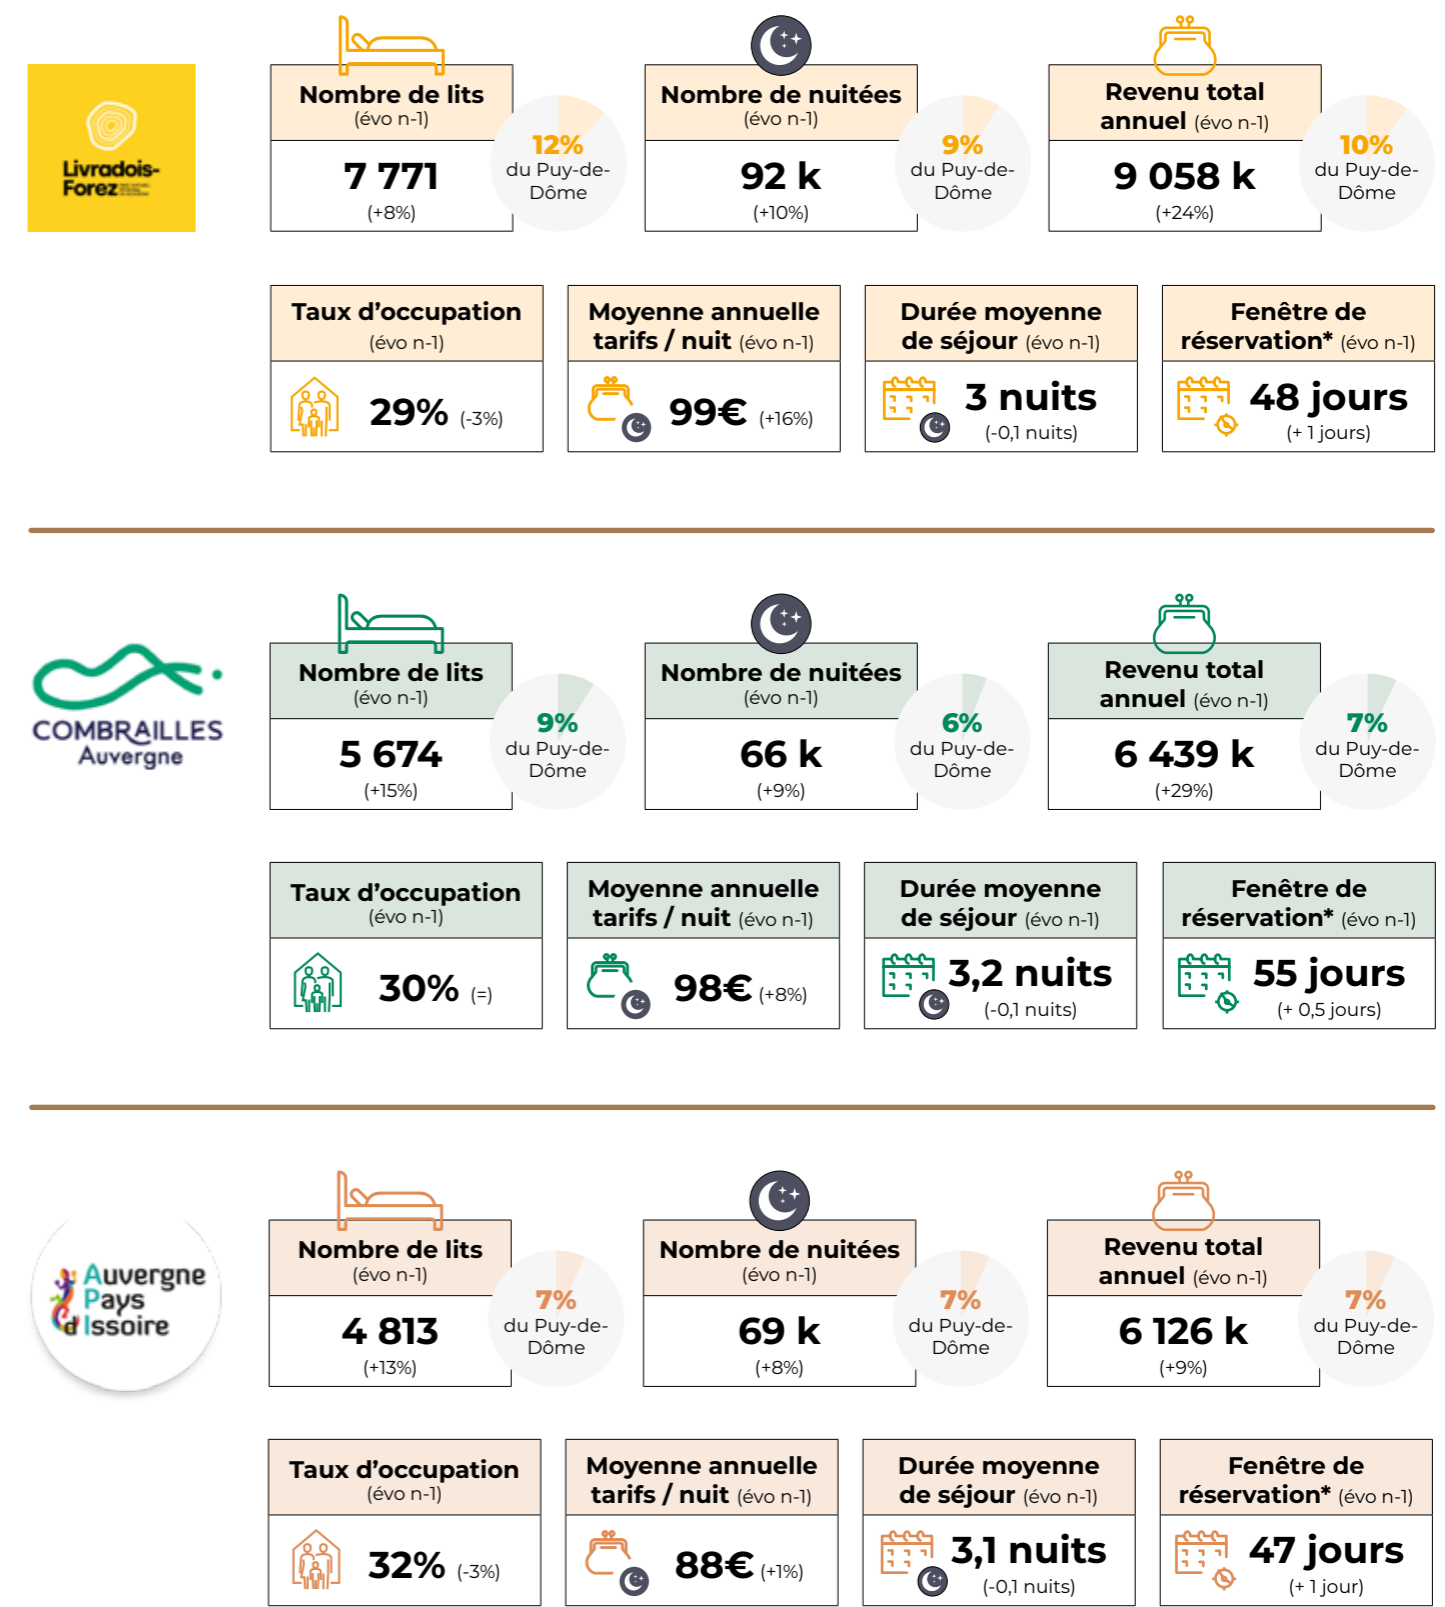 Livradois-
Forez
Nombre de lits
(évo n-1)
7 771
(+8%)
12%
du Puy-de-
Dôme
Nombre de nuitées
(évo n-1)
92 k
(+10%)
9%
du Puy-de-
Dôme
Revenu total
annuel (évo n-1)
9 058 k
(+24%)
10%
du Puy-de-
Dôme
Taux d'occupation
(évo n-1)
29% (-3%)
Moyenne annuelle
tarifs / nuit (évo n-1)
99€ (+16%)
Durée moyenne
de séjour (évo n-1)
3 nuits
(-0,1 nuits)
Fenêtre de
réservation* (évo n-1)
48 jours
(+ 1 jours)
COMBRAILLES
Auvergne
Nombre de lits
(évo n-1)
5 674
(+15%)
9%
du Puy-de-
Dôme
Nombre de nuitées
(évo n-1)
66 k
(+9%)
6%
du Puy-de-
Dôme
Revenu total
annuel (évo n-1)
6 439 k
(+29%)
7%
du Puy-de-
Dôme
Taux d'occupation
(évo n-1)
30% (=)
Moyenne annuelle
tarifs / nuit (évo n-1)
98€ (+8%)
Durée moyenne
de séjour (évo n-1)
3,2 nuits
(-0,1 nuits)
Fenêtre de
réservation* (évo n-1)
55 jours
(+ 0,5 jours)
Auvergne
Pays
d'Issoire
Nombre de lits
(évo n-1)
4 813
(+13%)
7%
du Puy-de-
Dôme
Nombre de nuitées
(évo n-1)
69 k
(+8%)
7%
du Puy-de-
Dôme
Revenu total
annuel (évo n-1)
6 126 k
(+9%)
7%
du Puy-de-
Dôme
Taux d'occupation
(évo n-1)
32% (-3%)
Moyenne annuelle
tarifs / nuit (évo n-1)
88€ (+1%)
Durée moyenne
de séjour (évo n-1)
3,1 nuits
(-0,1 nuits)
Fenêtre de
réservation* (évo n-1)
47 jours
(+ 1 jour)